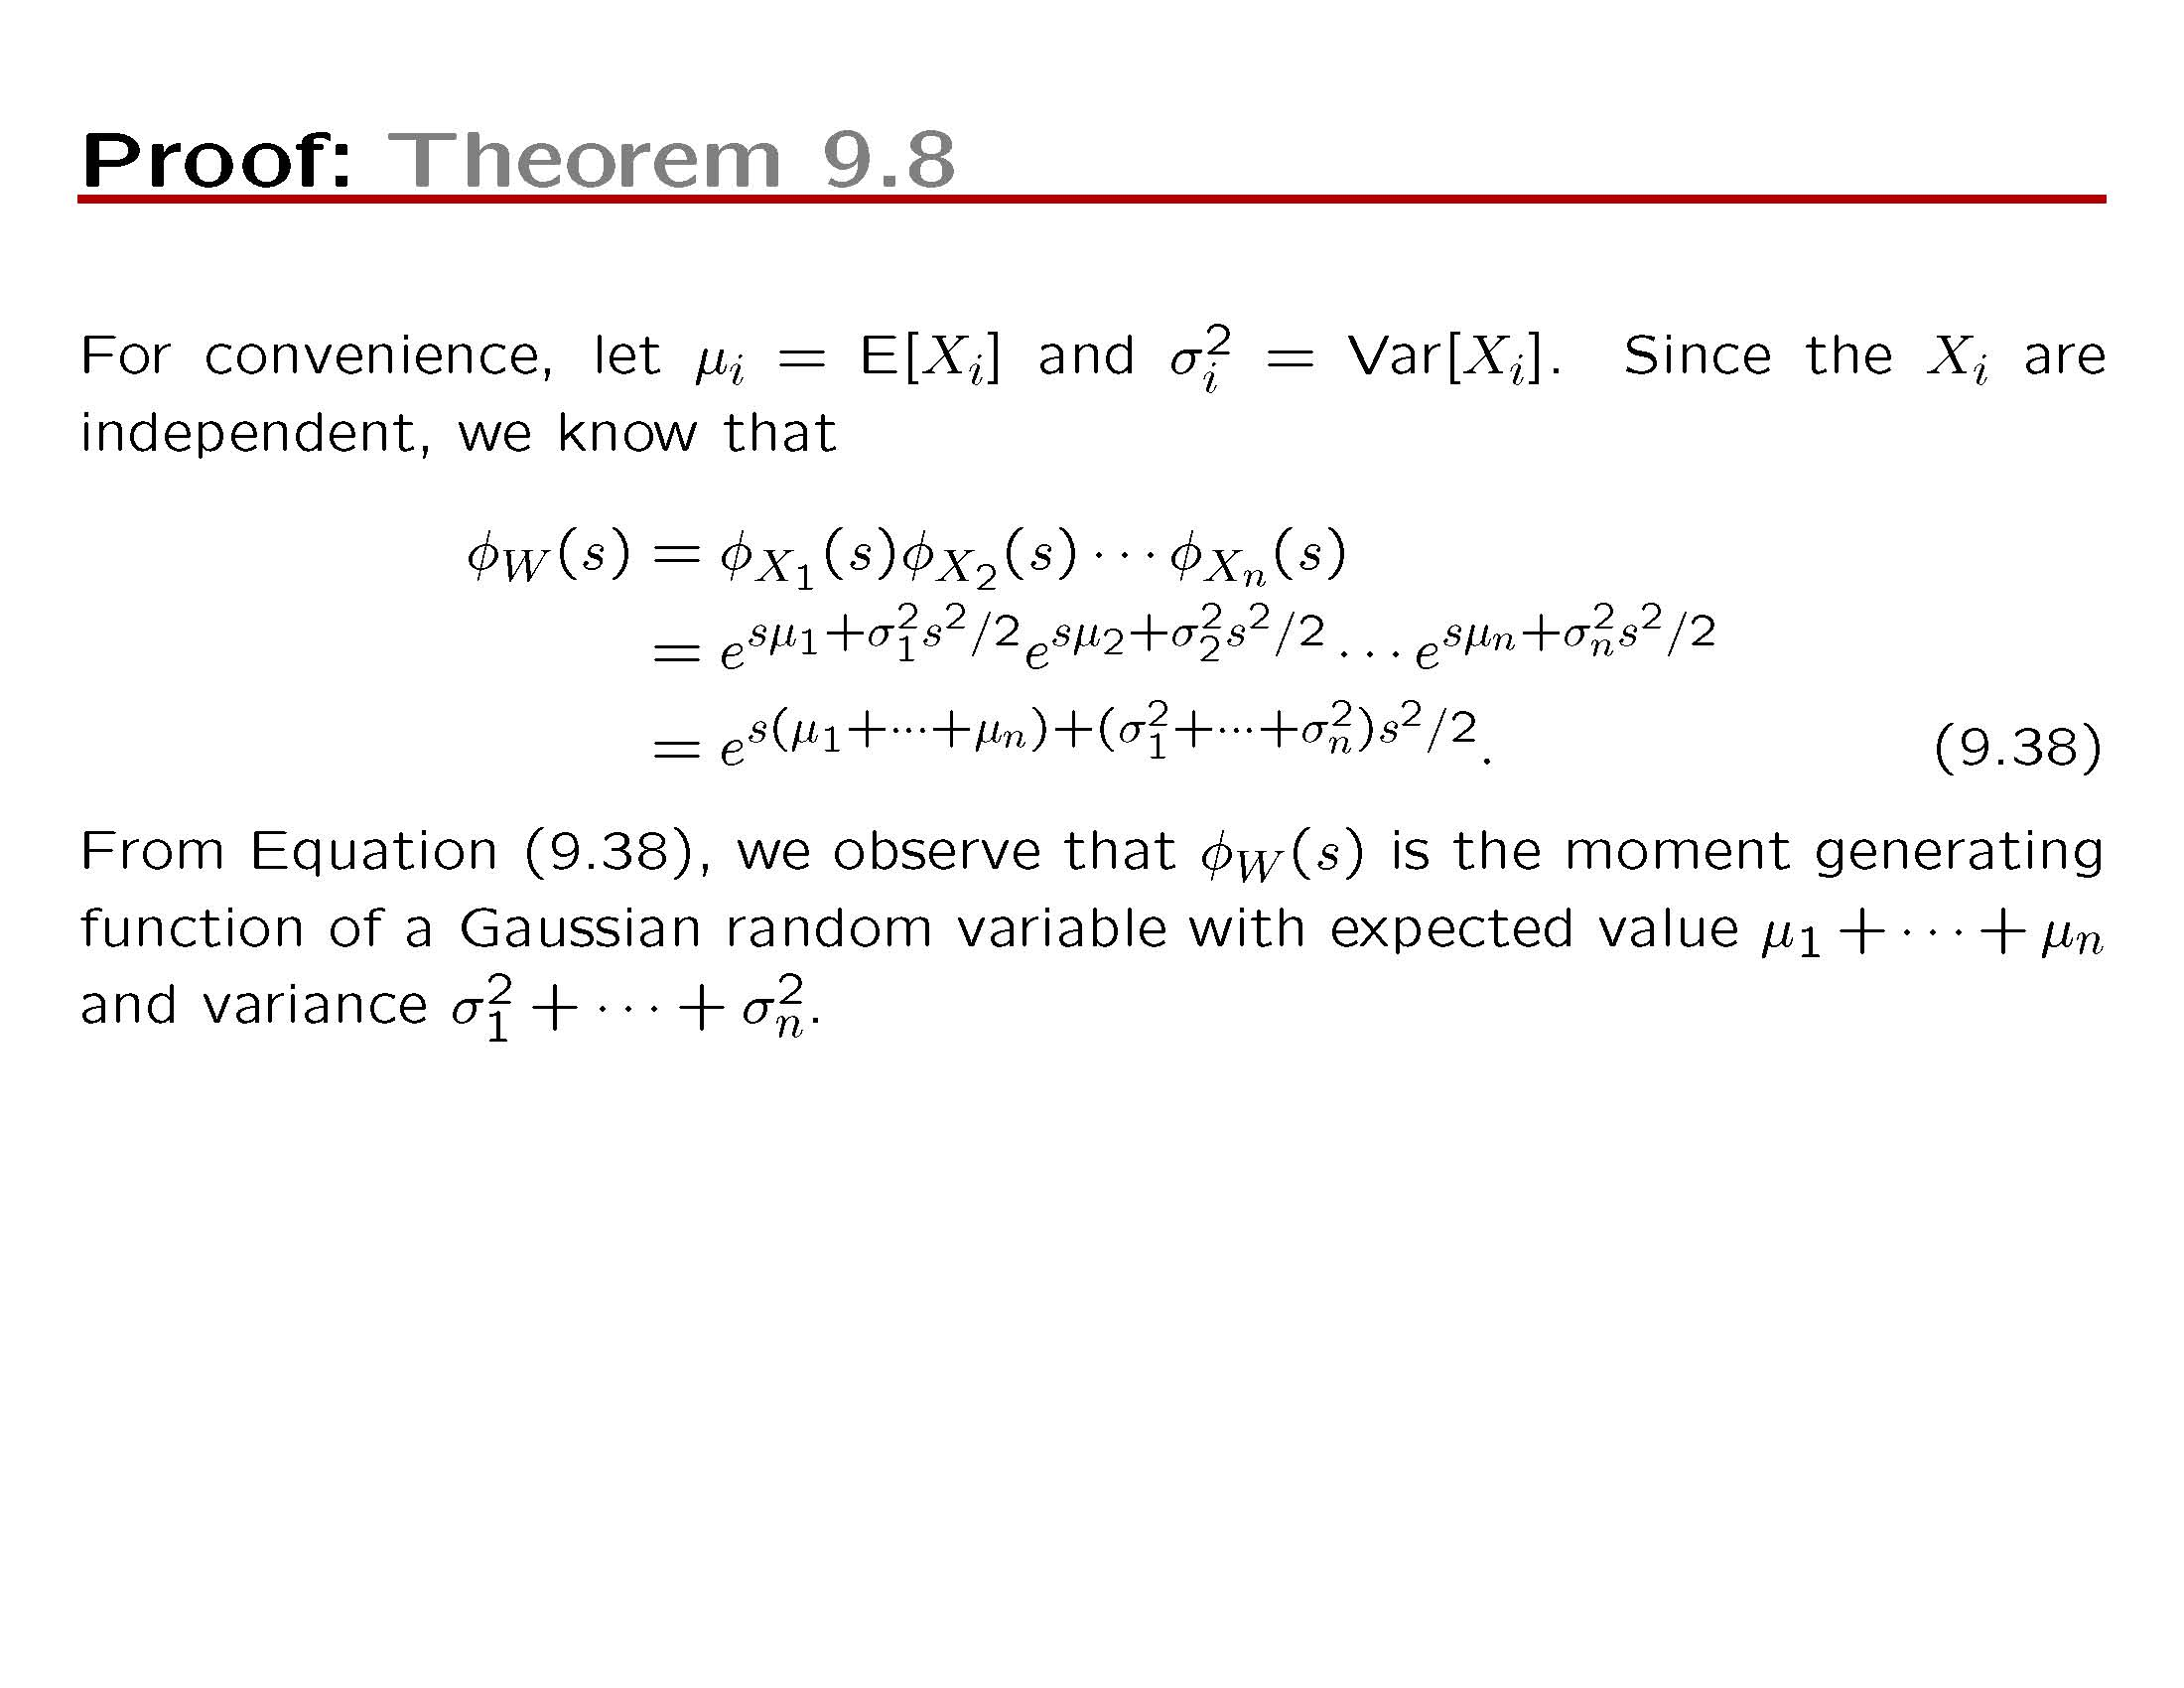 Proof: Theorem 9.8
For convenience, let μ_i = E[X_i] and σ_i^2 = Var[X_i]. Since the X_i are
independent, we know that
ϕ_W(s) = ϕ_{X_1}(s)ϕ_{X_2}(s) ··· ϕ_{X_n}(s)
= e^{sμ_1+σ_1^2s^2/2}e^{sμ_2+σ_2^2s^2/2} ··· e^{sμ_n+σ_n^2s^2/2}
= e^{s(μ_1+···+μ_n)+(σ_1^2+···+σ_n^2)s^2/2}. (9.38)
From Equation (9.38), we observe that ϕ_W(s) is the moment generating
function of a Gaussian random variable with expected value μ_1 + ··· + μ_n
and variance σ_1^2 + ··· + σ_n^2.